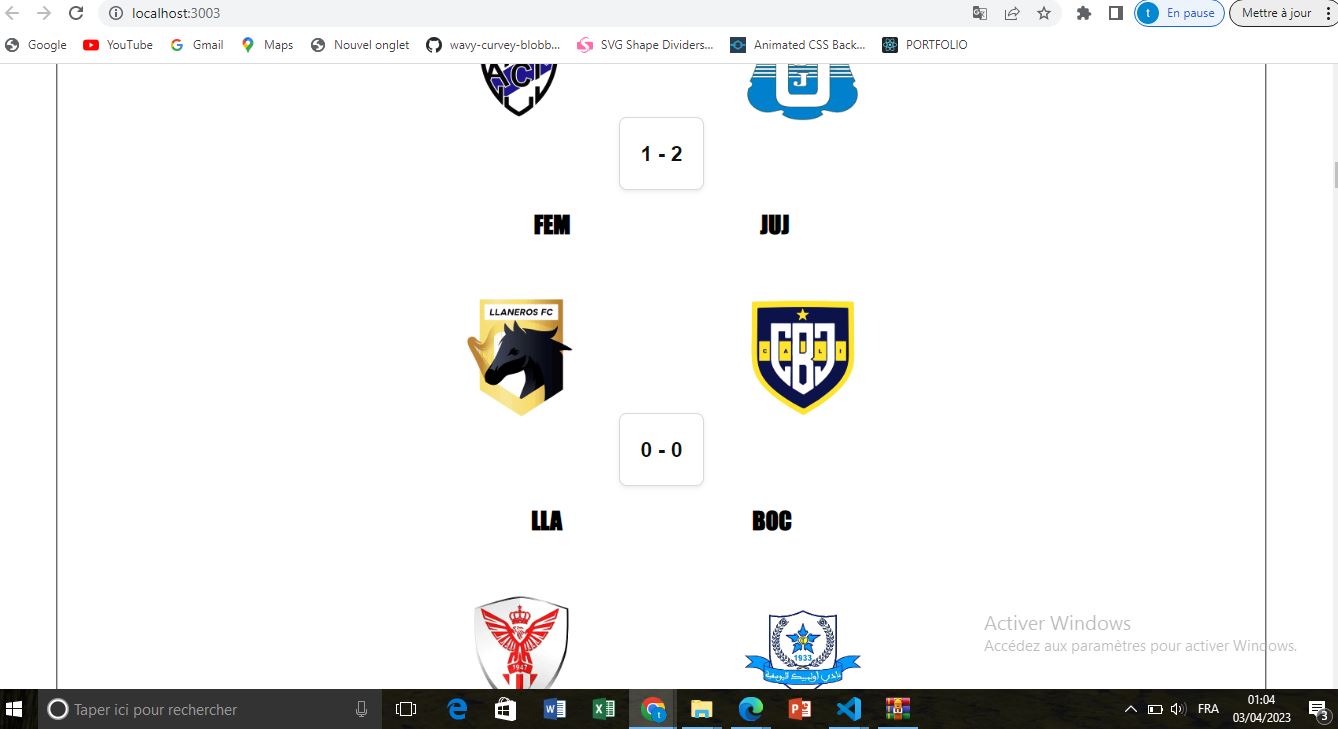 localhost:3003
t
En pause
Mettre à jour
Google
YouTube
Gmail
Maps
Nouvel onglet
wavy-curvey-blobb...
SVG Shape Dividers...
Animated CSS Back...
PORTFOLIO
J
1 - 2
FEM
JUJ
LLANEROS FC
CALI
CBJ
0 - 0
LLA
BOC
1947
1933
Activer Windows
Accédez aux paramètres pour activer Windows.
Taper ici pour rechercher
FRA
01:04
03/04/2023
3